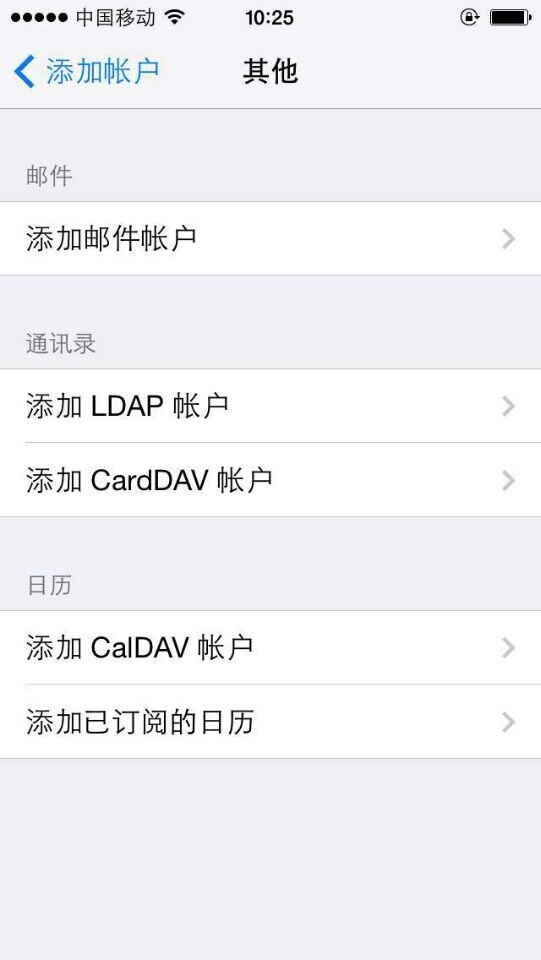 中国移动 10:25
添加帐户 其他
邮件
添加邮件帐户
通讯录
添加 LDAP 帐户
添加 CardDAV 帐户
日历
添加 CalDAV 帐户
添加已订阅的日历